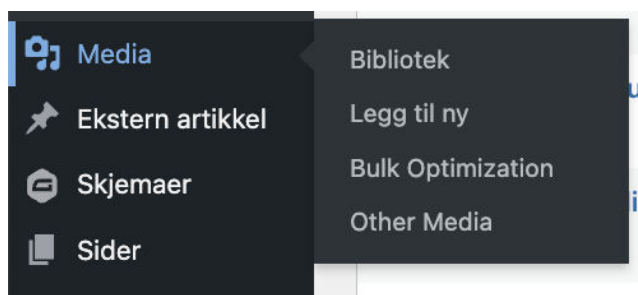 Media
Ekstern artikkel
Skjemaer
Sider
Bibliotek
Legg til ny
Bulk Optimization
Other Media